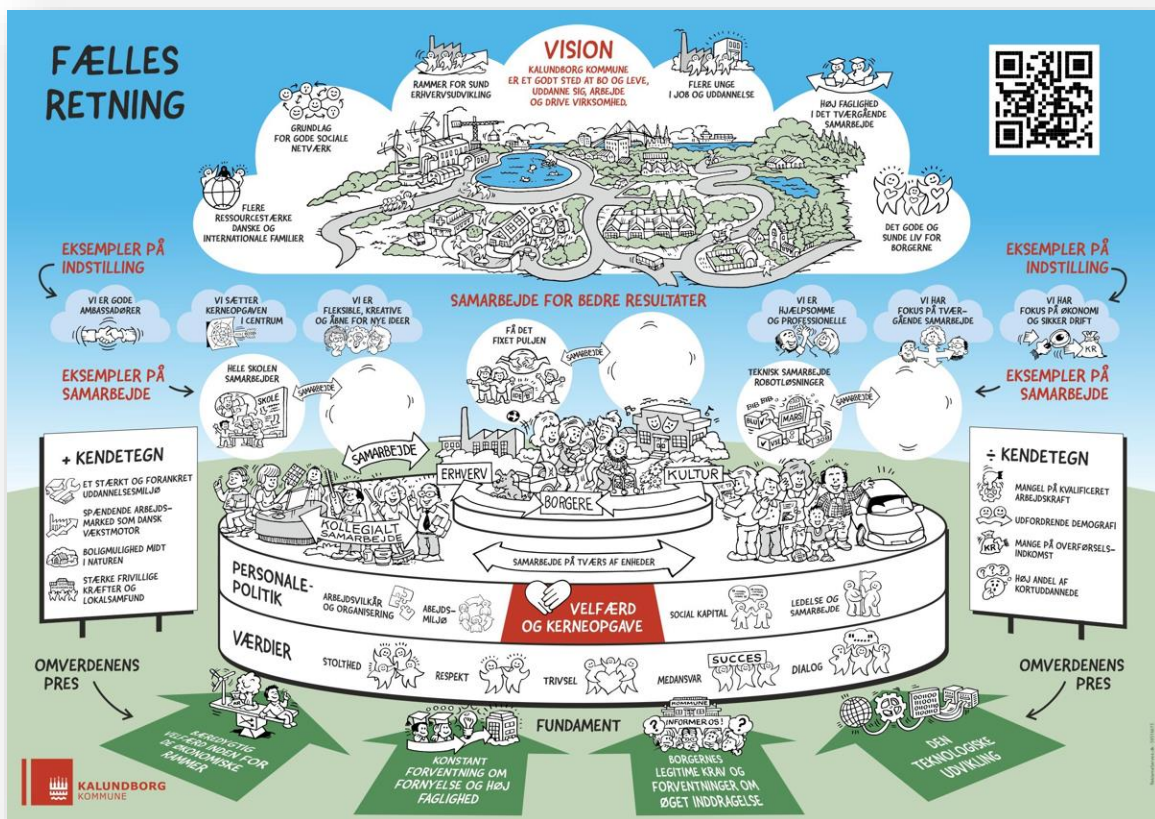 FÆLLES
RETNING
VISION
KALUNDBORG KOMMUNE
ER ET GODT STED AT BO OG LEVE,
UDDANNE SIG, ARBEJDE
OG DRIVE VIRKSOMHED.
RAMMER FOR SUND
ERHVERVSUDVIKLING
FLERE UNGE
I JOB OG UDDANNELSE
GRUNDLAG
FOR GODE SOCIALE
NETVÆRK
HØJ FAGLIGHED
I DET TVÆRGÅENDE
SAMARBEJDE
FLERE
RESSOURCESTÆRKE
DANSKE OG
INTERNATIONALE FAMILIER
DET GODE OG
SUNDE LIV FOR
BORGERNE
EKSEMPLER PÅ
INDSTILLING
EKSEMPLER PÅ
INDSTILLING
VI ER GODE
AMBASSADØRER
VI SÆTTER
KERNEOPGAVEN
I CENTRUM
VI ER
FLEKSIBLE, KREATIVE
OG ÅBNE FOR NYE IDEER
SAMARBEJDE FOR BEDRE RESULTATER
VI ER
HJÆLPSOMME
OG PROFESSIONELLE
VI HAR
FOKUS PÅ TVÆR-
GÅENDE SAMARBEJDE
VI HAR
FOKUS PÅ ØKONOMI
OG SIKKER DRIFT
KR
EKSEMPLER PÅ
SAMARBEJDE
HELE SKOLEN
SAMARBEJDER
SKOLE
SAMARBEJDE
FÅ DET
FIXET PULJEN
SAMARBEJDE
TEKNISK SAMARBEJDE
ROBOTLØSNINGER
BIB BIB
MARS
SAMARBEJDE
EKSEMPLER PÅ
SAMARBEJDE
+ KENDETEGN
ET STÆRKT OG FORANKRET
UDDANNELSESMILJØ
SPÆNDENDE ARBEJDS-
MARKED SOM DANSK
VÆKSTMOTOR
BOLIGMULIGHED MIDT
I NATUREN
STÆRKE FRIVILLIGE
KRÆFTER OG
LOKALSAMFUND
÷ KENDETEGN
MANGEL PÅ KVALIFICERET
ARBEJDSKRAFT
UDFORDRENDE DEMOGRAFI
KR
MANGE PÅ OVERFØRSELS-
INDKOMST
???
HØJ ANDEL AF
KORTUDDANNEDE
SAMARBEJDE
ERHVERV
BORGERE
KULTUR
KOLLEGIALT
SAMARBEJDE
SAMARBEJDE PÅ TVÆRS AF ENHEDER
PERSONALE-
POLITIK
ARBEJDSVILKÅR
OG ORGANISERING
ABEJDS-
MILJØ
VELFÆRD
OG KERNEOPGAVE
SOCIAL KAPITAL
LEDELSE OG
SAMARBEJDE
VÆRDIER
STOLTHED
RESPEKT
TRIVSEL
MEDANSVAR
SUCCES
DIALOG
OMVERDENENS
PRES
OMVERDENENS
PRES
FUNDAMENT
BÆREDYGTIG
VELFÆRD INDEN FOR
DE ØKONOMISKE
RAMMER
KONSTANT
FORVENTNING OM
FORNYELSE OG HØJ
FAGLIGHED
KOMMUNE
INFORMER OS!
BORGERNES
LEGITIME KRAV OG
FORVENTNINGER OM
ØGET INDDRAGELSE
DEN
TEKNOLOGISKE
UDVIKLING
KALUNDBORG
KOMMUNE